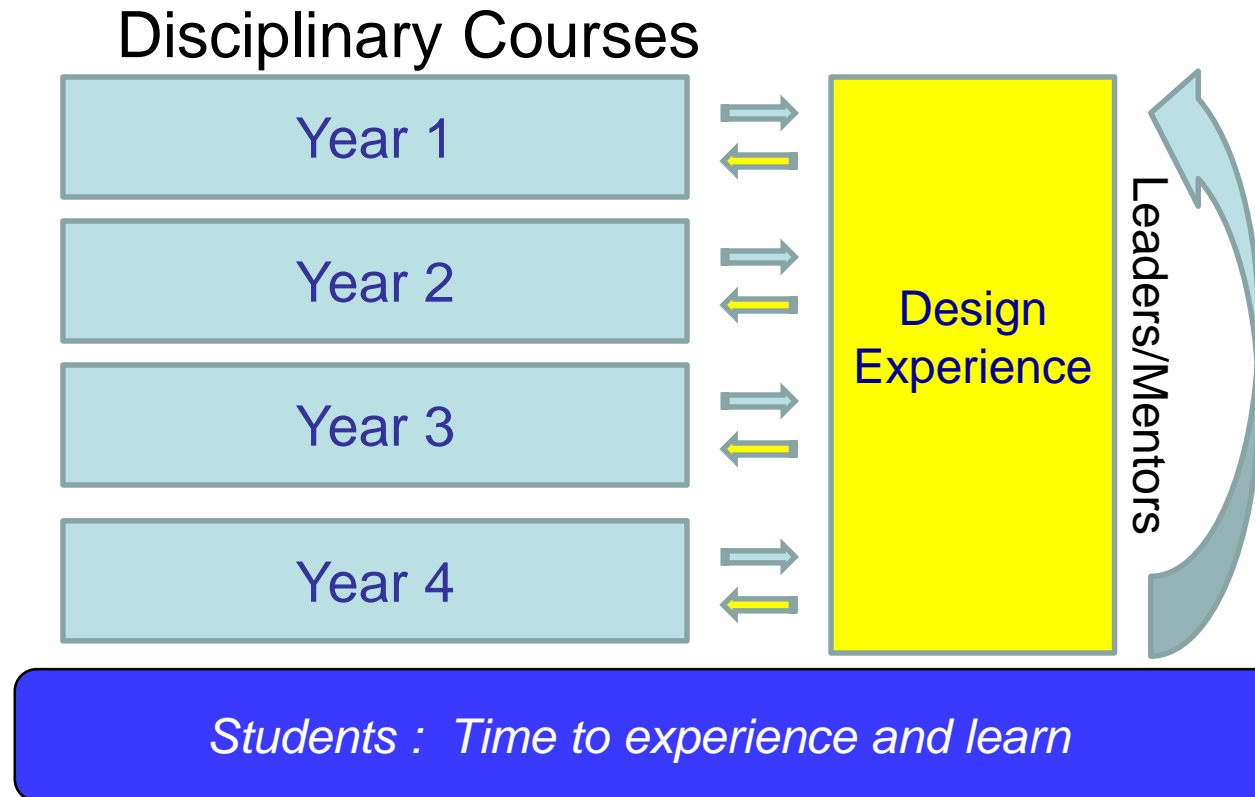 Disciplinary Courses
Year 1
Year 2
Year 3
Year 4
Design
Experience
Leaders/Mentors
Students :  Time to experience and learn